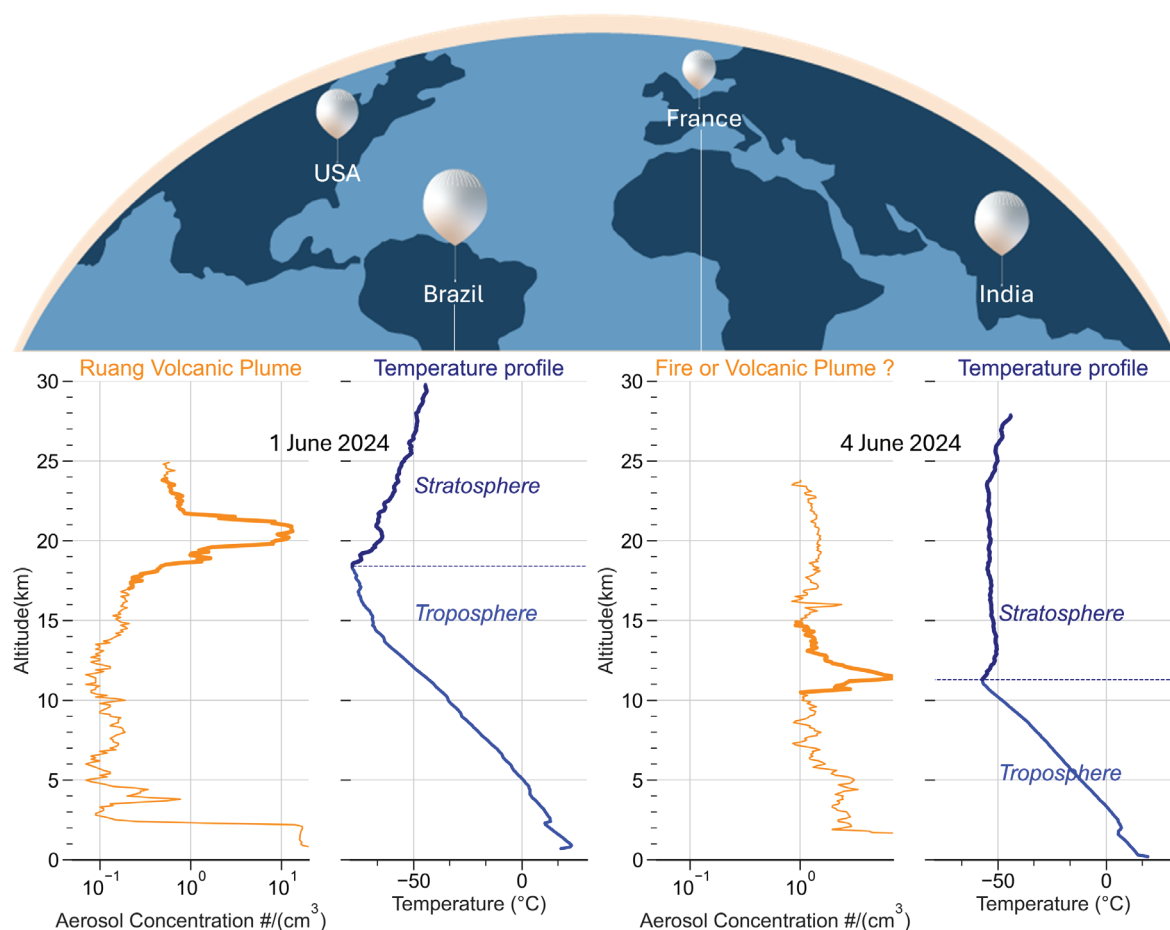 France
USA
Brazil
India
Ruang Volcanic Plume
Temperature profile
Fire or Volcanic Plume ?
Temperature profile
30
25
20
15
10
5
0
Altitude(km)
1 June 2024
Stratosphere
Troposphere
10⁻¹
10⁰
10¹
Aerosol Concentration #/(cm³)
−50
0
Temperature (°C)
30
25
20
15
10
5
0
Altitude(km)
4 June 2024
Stratosphere
Troposphere
10⁻¹
10⁰
Aerosol Concentration #/(cm³)
−50
0
Temperature (°C)